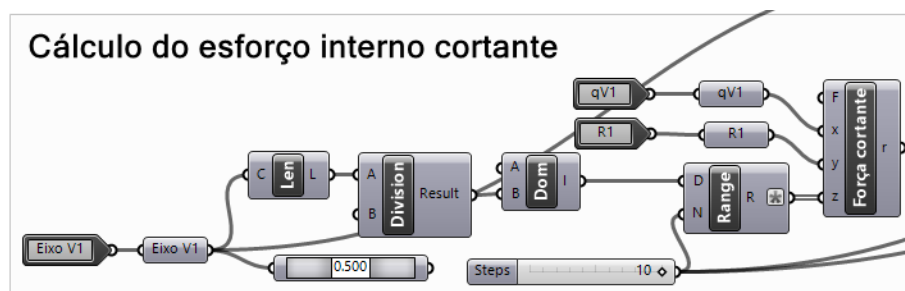 Cálculo do esforço interno cortante
qV1 qV1
R1 R1
F
x
y
z
Força cortante
r
C Len L
A
B
Division
Result
A
B
Dom
I
D
N
Range
R
Eixo V1 Eixo V1
0.500
Steps 10